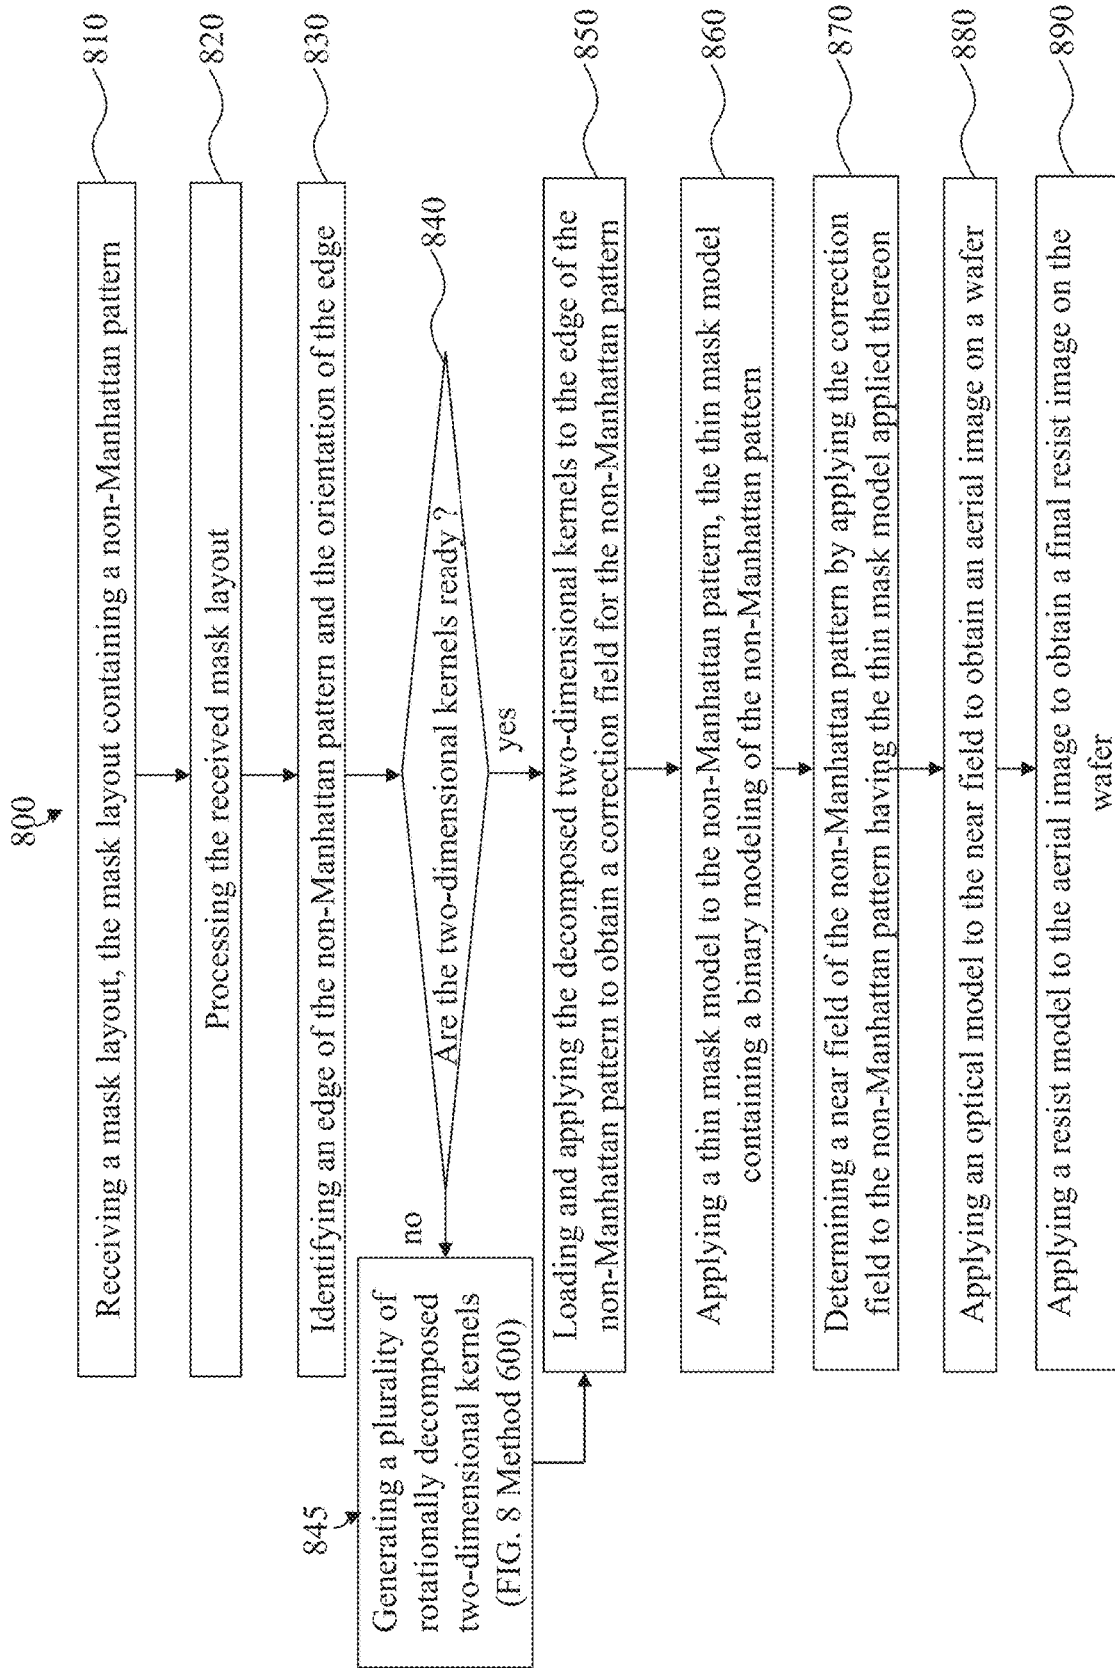 800
Receiving a mask layout, the mask layout containing a non-Manhattan pattern
810
Processing the received mask layout
820
Identifying an edge of the non-Manhattan pattern and the orientation of the edge
830
Are the two-dimensional kernels ready ?
840
no
yes
845
Generating a plurality of
rotationally decomposed
two-dimensional kernels
(FIG. 8 Method 600)
Loading and applying the decomposed two-dimensional kernels to the edge of the
non-Manhattan pattern to obtain a correction field for the non-Manhattan pattern
850
Applying a thin mask model to the non-Manhattan pattern, the thin mask model
containing a binary modeling of the non-Manhattan pattern
860
Determining a near field of the non-Manhattan pattern by applying the correction
field to the non-Manhattan pattern having the thin mask model applied thereon
870
Applying an optical model to the near field to obtain an aerial image on a wafer
880
Applying a resist model to the aerial image to obtain a final resist image on the
wafer
890